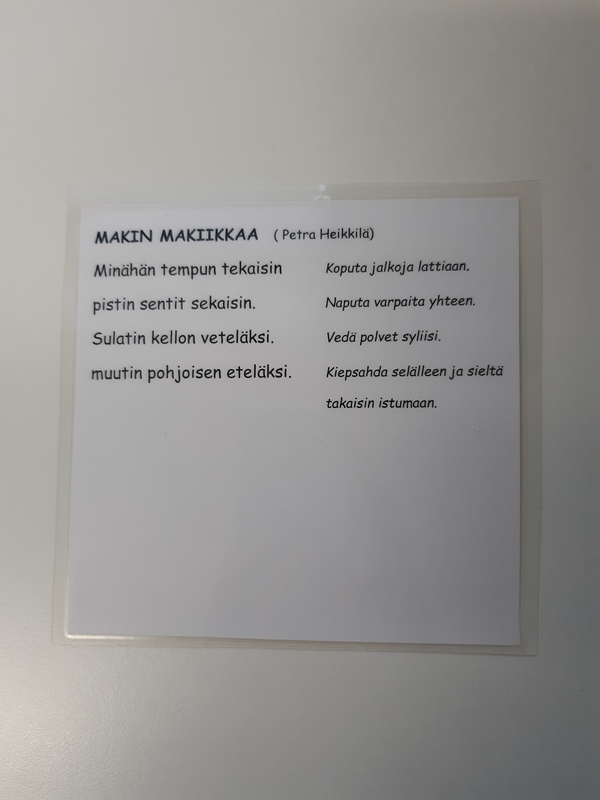 MAKIN MAKIIKKAA ( Petra Heikkilä)
Minähän tempun tekaisin Koputa jalkoja lattiaan.
pistin sentit sekaisin. Naputa varpaita yhteen.
Sulatin kellon veteläksi. Vedä polvet syliisi.
muutin pohjoisen eteläksi. Kiepsahda selälleen ja sieltä
takaisin istumaan.